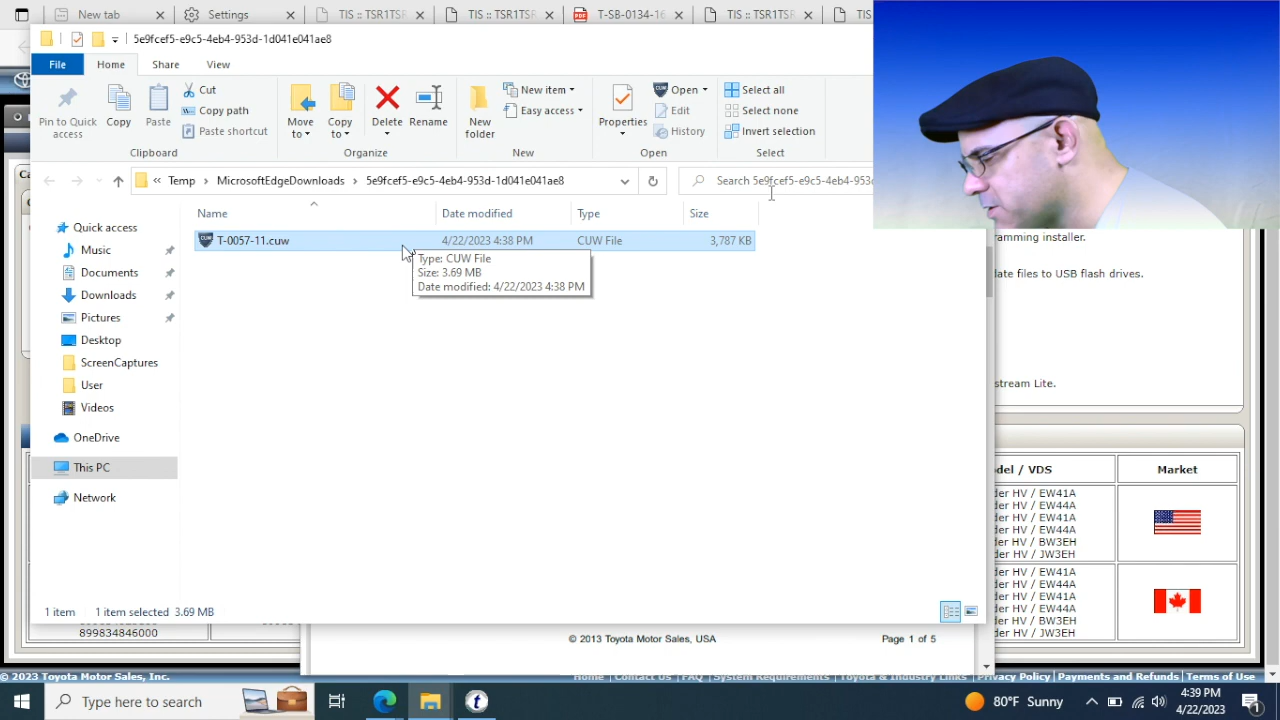 Settings
TIS :: TSR1TSR
TIS :: TSR1TSR
T-SB-0134-16
TIS :: TSR1TSR
TIS
5e9fcef5-e9c5-4eb4-953d-1d041e041ae8
File
Home
Share
View
Pin to Quick access
Copy
Paste
Cut
Copy path
Paste shortcut
Clipboard
Move to
Copy to
Delete
Rename
Organize
New folder
New item
Easy access
New
Properties
Open
Edit
History
Open
Select all
Select none
Invert selection
Select
« Temp > MicrosoftEdgeDownloads > 5e9fcef5-e9c5-4eb4-953d-1d041e041ae8
Search 5e9fcef5-e9c5-4eb4-953d
Name
Date modified
Type
Size
T-0057-11.cuw 4/22/2023 4:38 PM CUW File 3,787 KB
Type: CUW File
Size: 3.69 MB
Date modified: 4/22/2023 4:38 PM
Quick access
Music
Documents
Downloads
Pictures
Desktop
ScreenCaptures
User
Videos
OneDrive
This PC
Network
1 item 1 item selected 3.69 MB
ramming installer.
date files to USB flash drives.
stream Lite.
del / VDS
Market
der HV / EW41A
der HV / EW44A
der HV / EW41A
der HV / EW44A
der HV / BW3EH
der HV / JW3EH
der HV / EW41A
der HV / EW44A
der HV / EW41A
der HV / EW44A
der HV / BW3EH
der HV / JW3EH
899834846000
© 2013 Toyota Motor Sales, USA
Page 1 of 5
© 2023 Toyota Motor Sales, Inc.
Home Contact Us FAQ System Requirements Toyota & Industry Links Privacy Policy Payments and Refunds Terms of Use
Type here to search
80°F Sunny
4:39 PM
4/22/2023